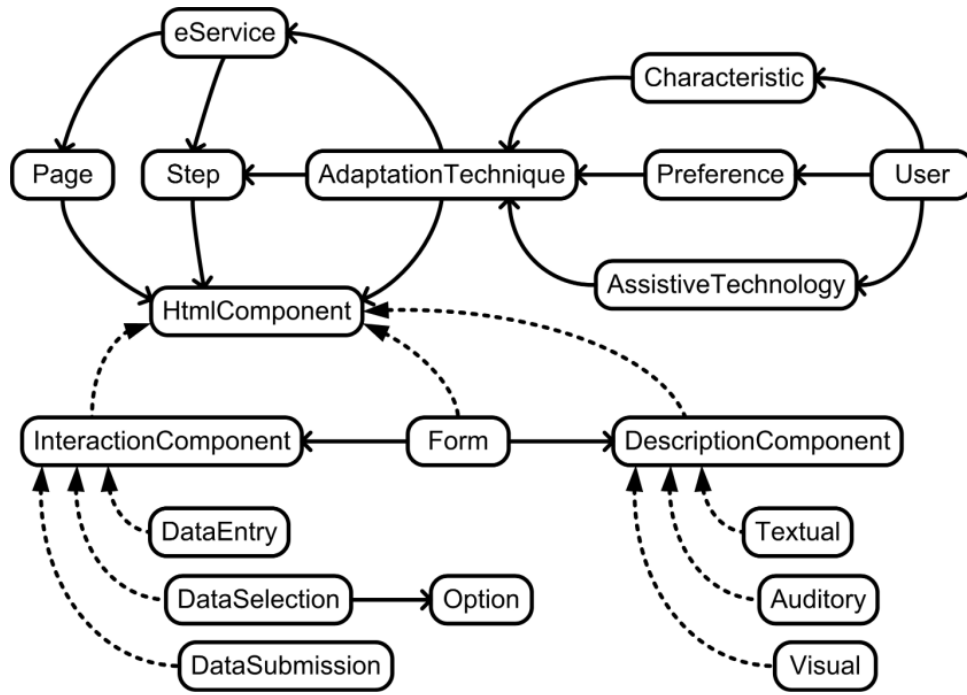 eService
Characteristic
Page
Step
AdaptationTechnique
Preference
User
AssistiveTechnology
HtmlComponent
InteractionComponent
Form
DescriptionComponent
DataEntry
Textual
DataSelection
Option
Auditory
DataSubmission
Visual